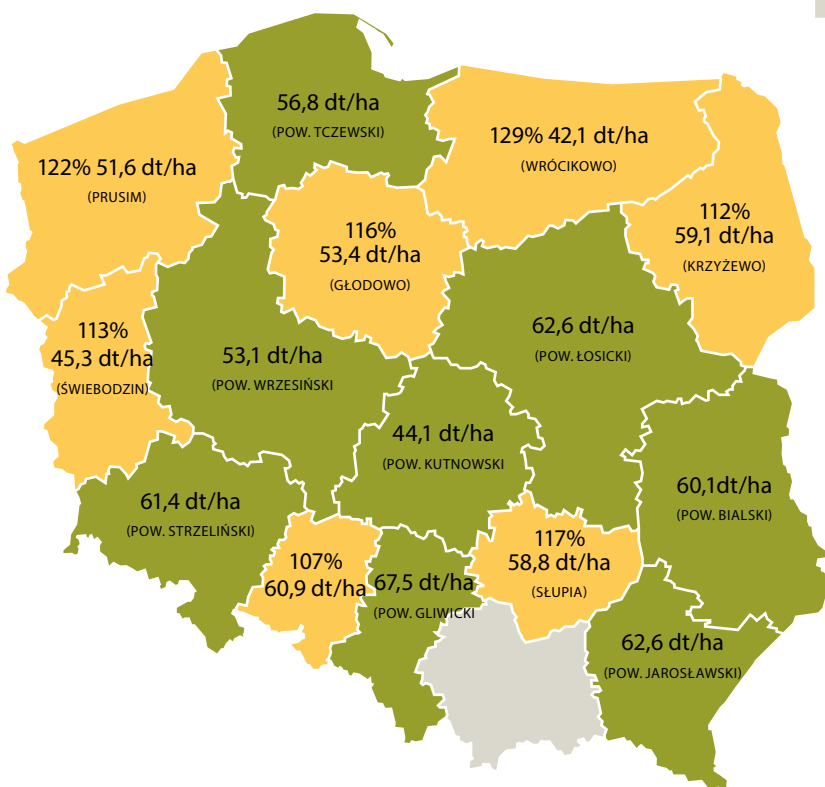 56,8 dt/ha
(POW. TCZEWSKI)
129% 42,1 dt/ha
(WRÓCIKOWO)
122% 51,6 dt/ha
(PRUSIM)
112%
59,1 dt/ha
(KRZYŻEWO)
116%
53,4 dt/ha
(GŁODOWO)
113%
45,3 dt/ha
(ŚWIEBODZIN)
53,1 dt/ha
(POW. WRZESIŃSKI
62,6 dt/ha
(POW. ŁOSICKI)
44,1 dt/ha
(POW. KUTNOWSKI
60,1dt/ha
(POW. BIALSKI)
61,4 dt/ha
(POW. STRZELIŃSKI)
107%
60,9 dt/ha
67,5 dt/ha
(POW. GLIWICKI
117%
58,8 dt/ha
(SŁUPIA)
62,6 dt/ha
(POW. JAROSŁAWSKI)